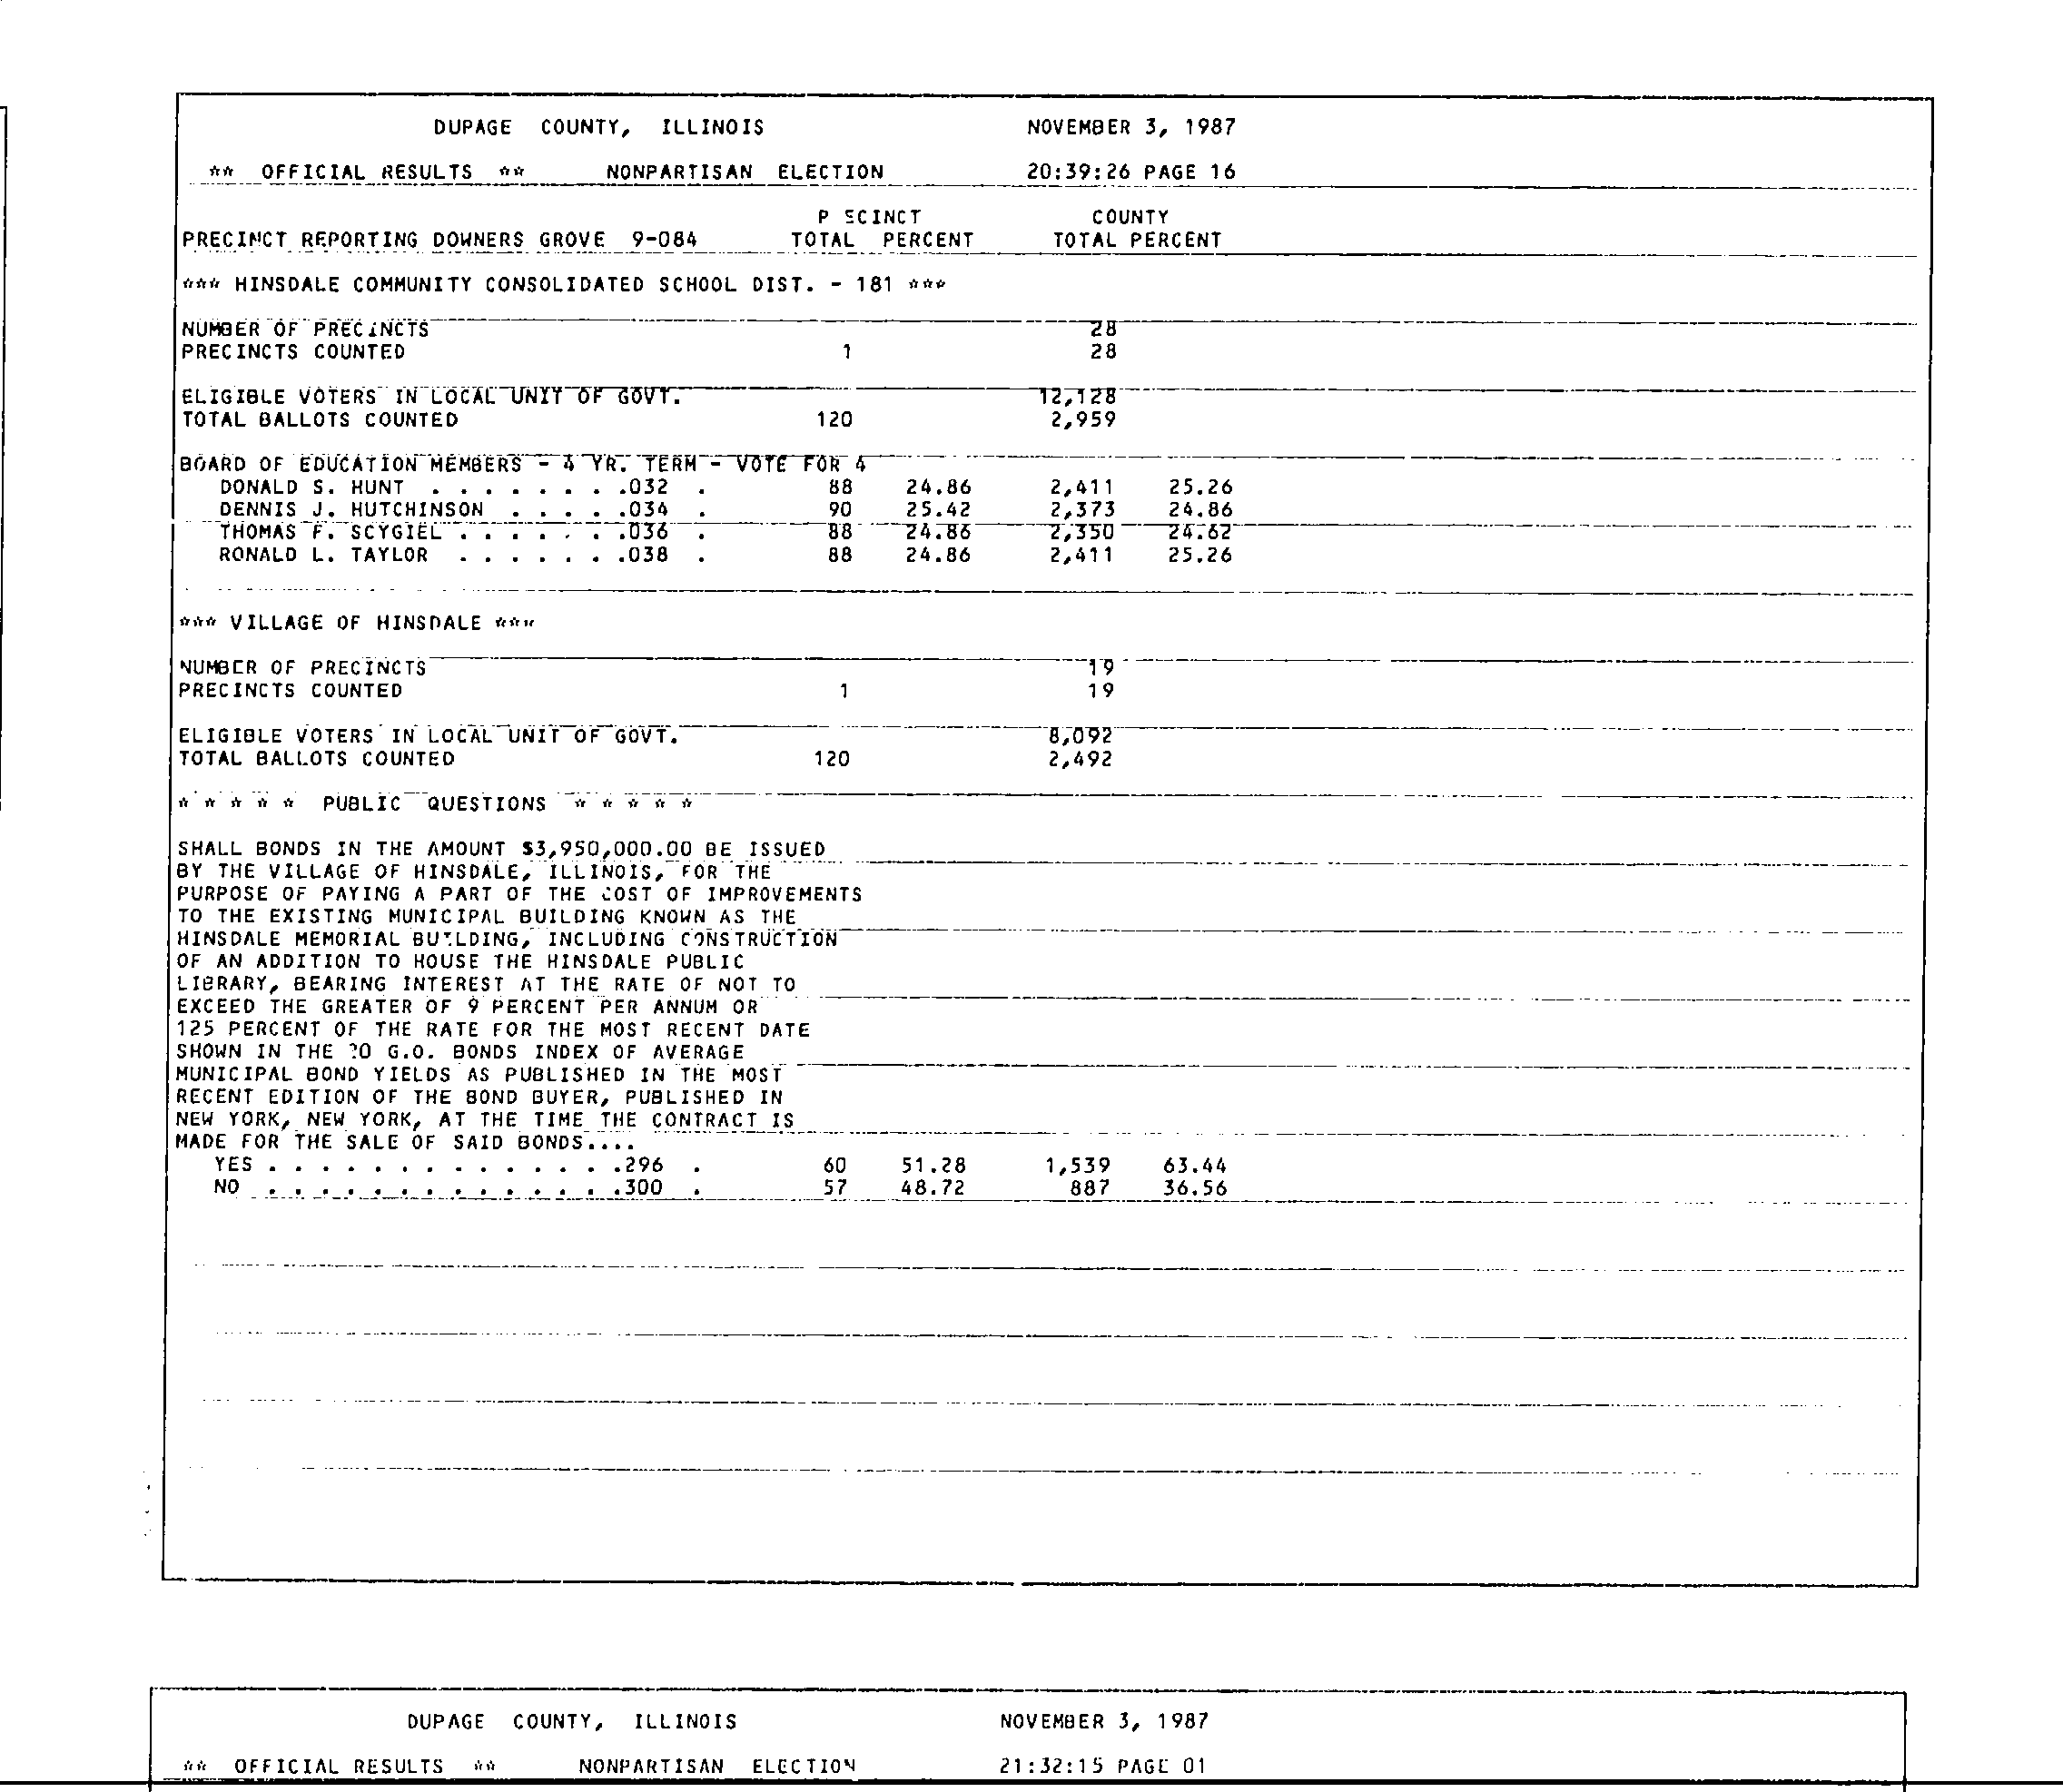 DUPAGE COUNTY, ILLINOIS NOVEMBER 3, 1987
** OFFICIAL RESULTS ** NONPARTISAN ELECTION 20:39:26 PAGE 16
P ECINCT COUNTY
PRECINCT REPORTING DOWNERS GROVE 9-084 TOTAL PERCENT TOTAL PERCENT
*** HINSDALE COMMUNITY CONSOLIDATED SCHOOL DIST. - 181 ***
NUMBER OF PRECINCTS 28
PRECINCTS COUNTED 1 28
ELIGIBLE VOTERS IN LOCAL UNIT OF GOVT. 12,128
TOTAL BALLOTS COUNTED 120 2,959
BOARD OF EDUCATION MEMBERS - 4 YR. TERM - VOTE FOR 4
DONALD S. HUNT . . . . . . . .032 . 88 24.86 2,411 25.26
DENNIS J. HUTCHINSON . . . . .034 . 90 25.42 2,373 24.86
THOMAS F. SCYGIEL . . . . . . .036 . 88 24.86 2,350 24.62
RONALD L. TAYLOR . . . . . . .038 . 88 24.86 2,411 25.26
*** VILLAGE OF HINSDALE ***
NUMBER OF PRECINCTS 19
PRECINCTS COUNTED 1 19
ELIGIBLE VOTERS IN LOCAL UNIT OF GOVT. 8,092
TOTAL BALLOTS COUNTED 120 2,492
* * * * * PUBLIC QUESTIONS * * * * *
SHALL BONDS IN THE AMOUNT $3,950,000.00 BE ISSUED
BY THE VILLAGE OF HINSDALE, ILLINOIS, FOR THE
PURPOSE OF PAYING A PART OF THE COST OF IMPROVEMENTS
TO THE EXISTING MUNICIPAL BUILDING KNOWN AS THE
HINSDALE MEMORIAL BUILDING, INCLUDING CONSTRUCTION
OF AN ADDITION TO HOUSE THE HINSDALE PUBLIC
LIBRARY, BEARING INTEREST AT THE RATE OF NOT TO
EXCEED THE GREATER OF 9 PERCENT PER ANNUM OR
125 PERCENT OF THE RATE FOR THE MOST RECENT DATE
SHOWN IN THE 20 G.O. BONDS INDEX OF AVERAGE
MUNICIPAL BOND YIELDS AS PUBLISHED IN THE MOST
RECENT EDITION OF THE BOND BUYER, PUBLISHED IN
NEW YORK, NEW YORK, AT THE TIME THE CONTRACT IS
MADE FOR THE SALE OF SAID BONDS....
YES . . . . . . . . . . . . . .296 . 60 51.28 1,539 63.44
NO . . . . . . . . . . . . . .300 . 57 48.72 887 36.56
DUPAGE COUNTY, ILLINOIS NOVEMBER 3, 1987
** OFFICIAL RESULTS ** NONPARTISAN ELECTION 21:32:15 PAGE 01